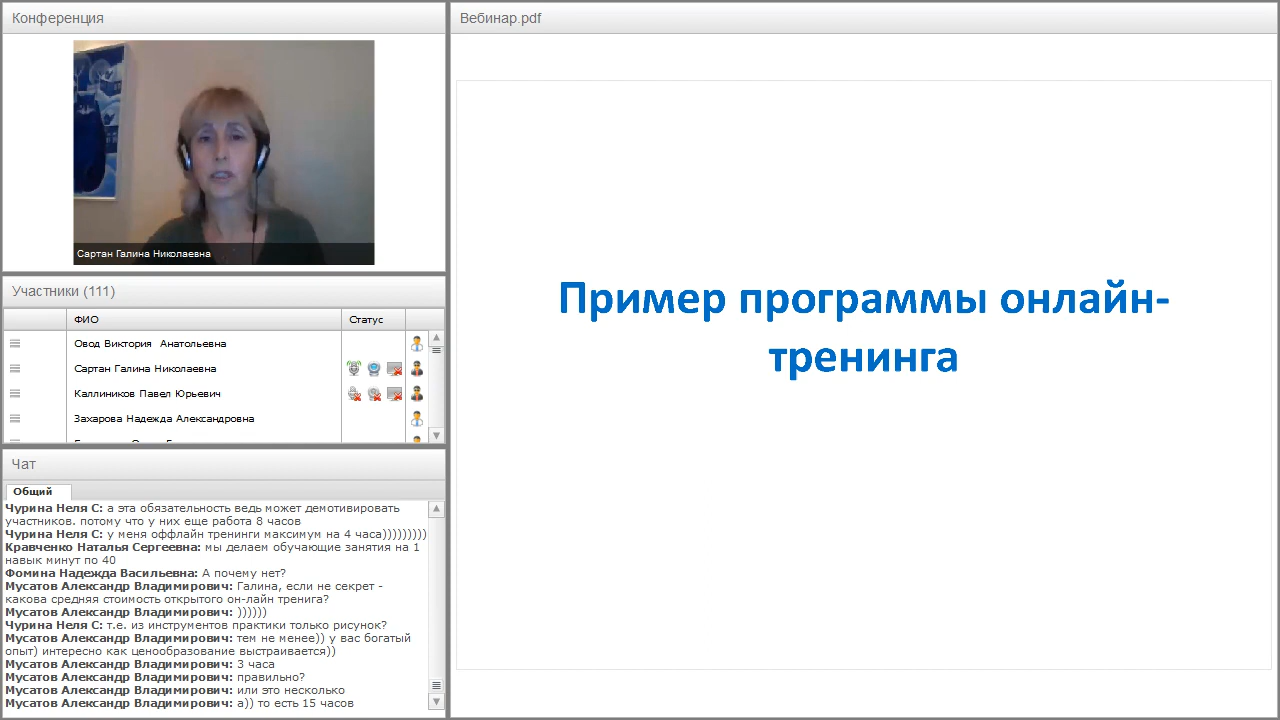 Конференция
Сартан Галина Николаевна
Участники (111)
ФИО
Статус
Овод Виктория Анатольевна
Сартан Галина Николаевна
Каллиников Павел Юрьевич
Захарова Надежда Александровна
Чат
Общий
Чурина Неля С: а эта обязательность ведь может демотивировать
участников. потому что у них еще работа 8 часов
Чурина Неля С: у меня оффлайн тренинги максимум на 4 часа)))))))))
Кравченко Наталья Сергеевна: мы делаем обучающие занятия на 1
навык минут по 40
Фомина Надежда Васильевна: А почему нет?
Мусатов Александр Владимирович: Галина, если не секрет -
какова средняя стоимость открытого он-лайн тренига?
Мусатов Александр Владимирович: ))))))
Чурина Неля С: т.е. из инструментов практики только рисунок?
Мусатов Александр Владимирович: тем не менее)) у вас богатый
опыт) интересно как ценообразование выстраивается))
Мусатов Александр Владимирович: 3 часа
Мусатов Александр Владимирович: правильно?
Мусатов Александр Владимирович: или это несколько
Мусатов Александр Владимирович: а)) то есть 15 часов
Вебинар.pdf
Пример программы онлайн-
тренинга